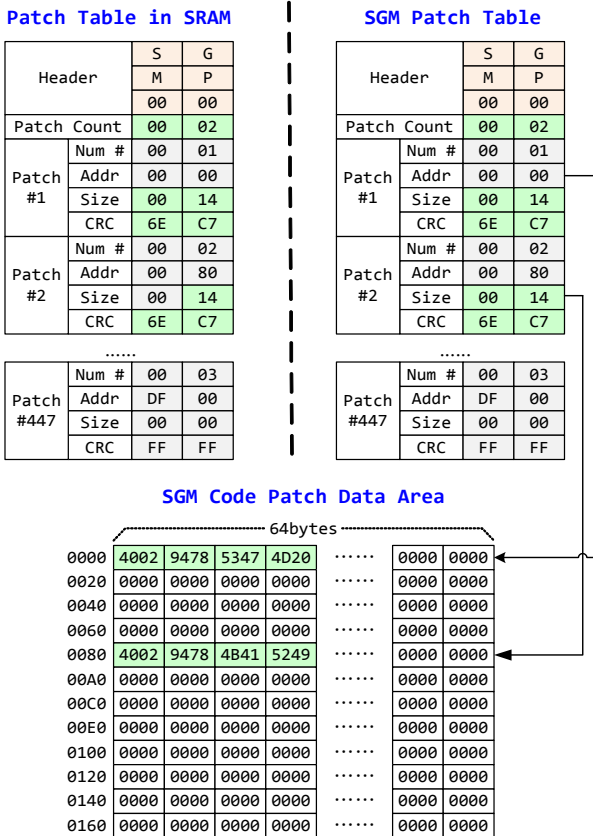 Patch Table in SRAM SGM Patch Table
S G S G
Header M P Header M P
00 00 00 00
Patch Count 00 02 Patch Count 00 02
Num # 00 01 Num # 00 01
Patch Addr 00 00 Patch Addr 00 00
#1 Size 00 14 #1 Size 00 14
CRC 6E C7 CRC 6E C7
Num # 00 02 Num # 00 02
Patch Addr 00 80 Patch Addr 00 80
#2 Size 00 14 #2 Size 00 14
CRC 6E C7 CRC 6E C7
...... ......
Num # 00 03 Num # 00 03
Patch Addr DF 00 Patch Addr DF 00
#447 Size 00 00 #447 Size 00 00
CRC FF FF CRC FF FF
SGM Code Patch Data Area
64bytes
0000 4002 9478 5347 4D20 ...... 0000 0000
0020 0000 0000 0000 0000 ...... 0000 0000
0040 0000 0000 0000 0000 ...... 0000 0000
0060 0000 0000 0000 0000 ...... 0000 0000
0080 4002 9478 4B41 5249 ...... 0000 0000
00A0 0000 0000 0000 0000 ...... 0000 0000
00C0 0000 0000 0000 0000 ...... 0000 0000
00E0 0000 0000 0000 0000 ...... 0000 0000
0100 0000 0000 0000 0000 ...... 0000 0000
0120 0000 0000 0000 0000 ...... 0000 0000
0140 0000 0000 0000 0000 ...... 0000 0000
0160 0000 0000 0000 0000 ...... 0000 0000